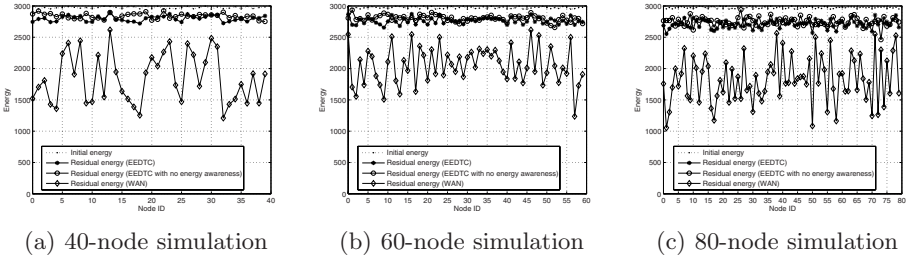 3000
2500
2000
1500
1000
500
0
Energy
Initial energy
Residual energy (EEDTC)
Residual energy (EEDTC with no energy awareness)
Residual energy (WAN)
0 5 10 15 20 25 30 35 40
Node ID
(a) 40-node simulation
3000
2500
2000
1500
1000
500
0
Energy
Initial energy
Residual energy (EEDTC)
Residual energy (EEDTC with no energy awareness)
Residual energy (WAN)
0 5 10 15 20 25 30 35 40 45 50 55 60
Node ID
(b) 60-node simulation
3000
2500
2000
1500
1000
500
0
Energy
Initial energy
Residual energy (EEDTC)
Residual energy (EEDTC with no energy awareness)
Residual energy (WAN)
0 5 10 15 20 25 30 35 40 45 50 55 60 65 70 75 80
Node ID
(c) 80-node simulation